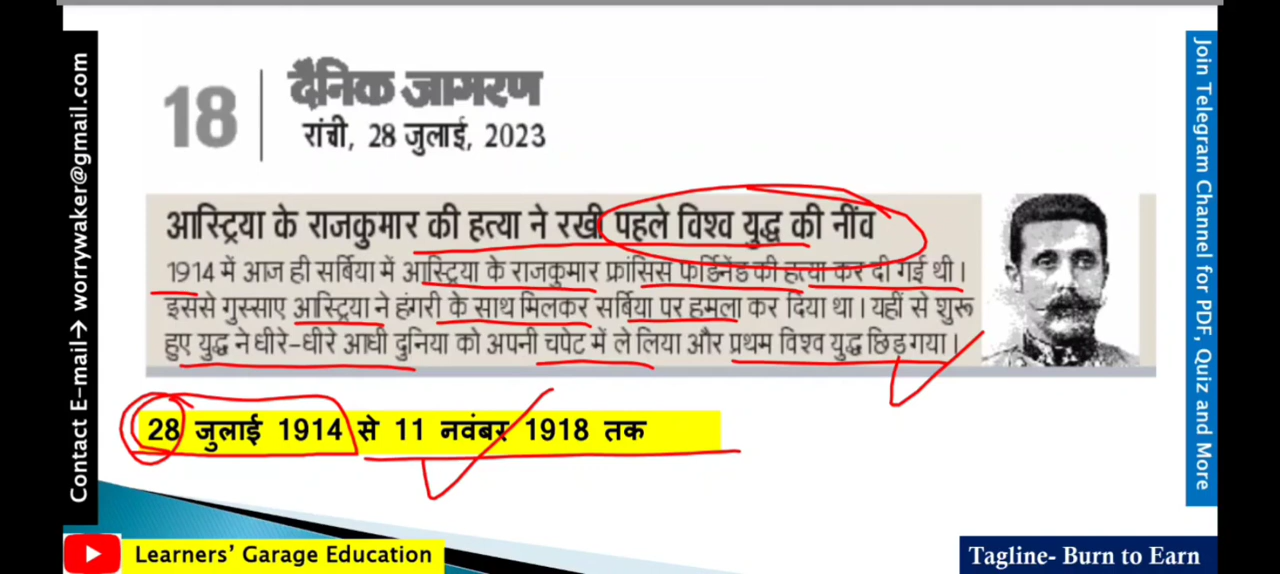 Contact E-mail→ worrywaker@gmail.com
18
दैनिक जागरण
रांची, 28 जुलाई, 2023
आस्ट्रिया के राजकुमार की हत्या ने रखी पहले विश्व युद्ध की नींव
1914 में आज ही सर्बिया में आस्ट्रिया के राजकुमार फ्रांसिस फर्डिनेंड की हत्या कर दी गई थी।
इससे गुस्साए आस्ट्रिया ने हंगरी के साथ मिलकर सर्बिया पर हमला कर दिया था। यहीं से शुरू
हुए युद्ध ने धीरे-धीरे आधी दुनिया को अपनी चपेट में ले लिया और प्रथम विश्व युद्ध छिड़ गया।
28 जुलाई 1914 से 11 नवंबर 1918 तक
Join Telegram Channel for PDF, Quiz and More
Learners' Garage Education
Tagline- Burn to Earn